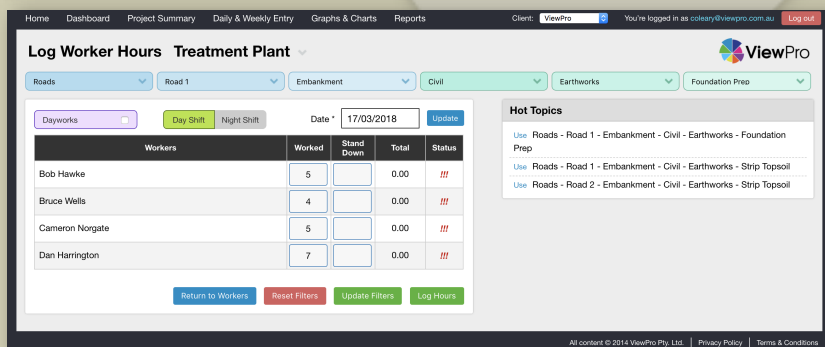 Home Dashboard Project Summary Daily & Weekly Entry Graphs & Charts Reports Client: ViewPro You're logged in as coleary@viewpro.com.au Log out
Log Worker Hours Treatment Plant
ViewPro
Roads Road 1 Embankment Civil Earthworks Foundation Prep
Dayworks Day Shift Night Shift Date * 17/03/2018 Update
Workers Worked Stand Down Total Status
Bob Hawke 5 0.00 !!!
Bruce Wells 4 0.00 !!!
Cameron Norgate 5 0.00 !!!
Dan Harrington 7 0.00 !!!
Return to Workers Reset Filters Update Filters Log Hours
Hot Topics
Use Roads - Road 1 - Embankment - Civil - Earthworks - Foundation
Prep
Use Roads - Road 1 - Embankment - Civil - Earthworks - Strip Topsoil
Use Roads - Road 2 - Embankment - Civil - Earthworks - Strip Topsoil
All content © 2014 ViewPro Pty. Ltd. | Privacy Policy | Terms & Conditions